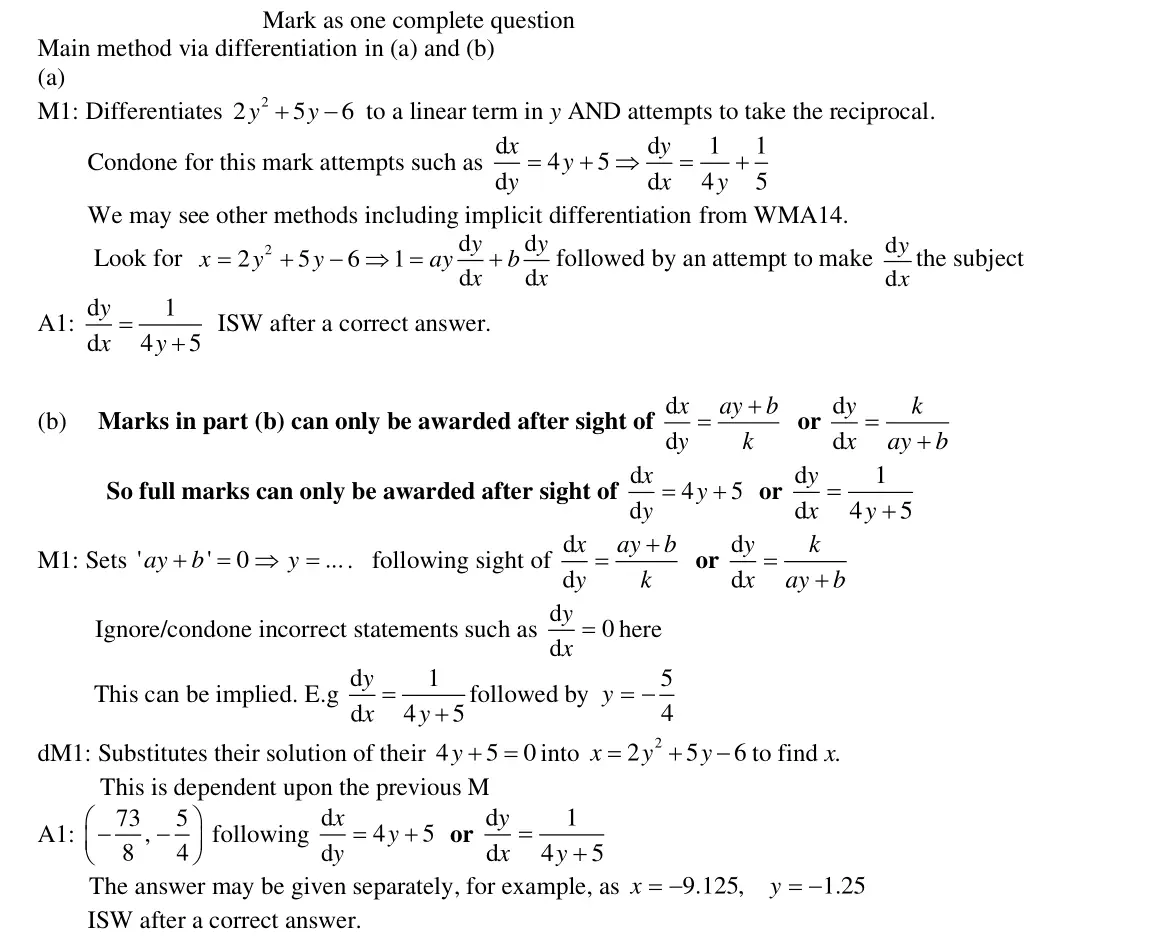 Mark as one complete question
Main method via differentiation in (a) and (b)
(a)
M1: Differentiates 2y² + 5y − 6 to a linear term in y AND attempts to take the reciprocal.
Condone for this mark attempts such as dx/dy = 4y + 5 ⇒ dy/dx = 1/4y + 1/5
We may see other methods including implicit differentiation from WMA14.
Look for x = 2y² + 5y − 6 ⇒ 1 = ay dy/dx + b dy/dx followed by an attempt to make dy/dx the subject
A1: dy/dx = 1/(4y + 5) ISW after a correct answer.
(b) Marks in part (b) can only be awarded after sight of dx/dy = (ay + b)/k or dy/dx = k/(ay + b)
So full marks can only be awarded after sight of dx/dy = 4y + 5 or dy/dx = 1/(4y + 5)
M1: Sets 'ay + b' = 0 ⇒ y = .... following sight of dx/dy = (ay + b)/k or dy/dx = k/(ay + b)
Ignore/condone incorrect statements such as dy/dx = 0 here
This can be implied. E.g dy/dx = 1/(4y + 5) followed by y = −5/4
dM1: Substitutes their solution of their 4y + 5 = 0 into x = 2y² + 5y − 6 to find x.
This is dependent upon the previous M
A1: (−73/8, −5/4) following dx/dy = 4y + 5 or dy/dx = 1/(4y + 5)
The answer may be given separately, for example, as x = −9.125, y = −1.25
ISW after a correct answer.